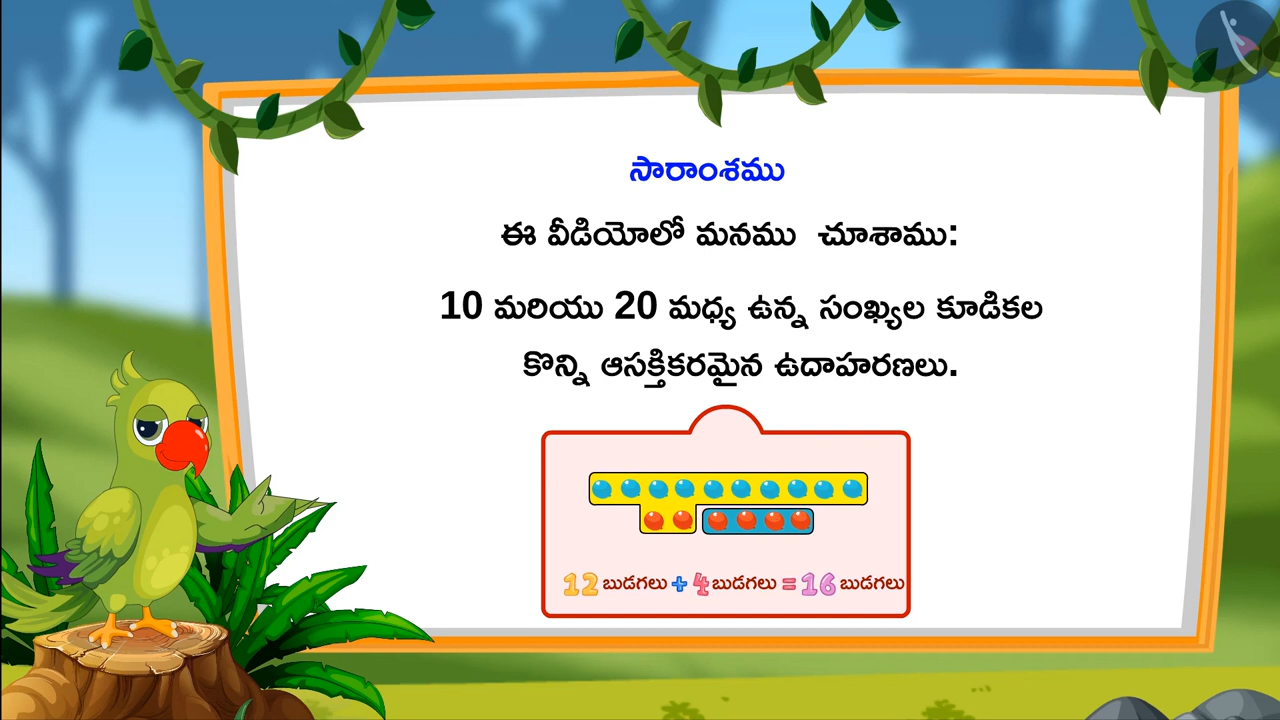 సారాంశము
ఈ వీడియోలో మనము చూశాము:
10 మరియు 20 మధ్య ఉన్న సంఖ్యల కూడికల
కొన్ని ఆసక్తికరమైన ఉదాహరణలు.
12 బుడగలు + 4 బుడగలు = 16 బుడగలు